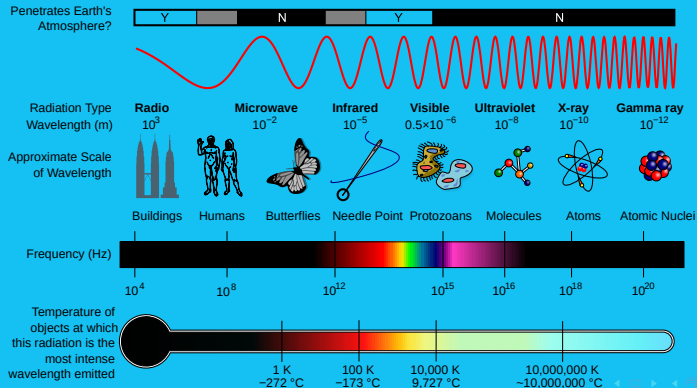 Penetrates Earth's
Atmosphere?
Y N Y N
Radiation Type Radio Microwave Infrared Visible Ultraviolet X-ray Gamma ray
Wavelength (m) 10³ 10⁻² 10⁻⁵ 0.5×10⁻⁶ 10⁻⁸ 10⁻¹⁰ 10⁻¹²
Approximate Scale
of Wavelength
Buildings Humans Butterflies Needle Point Protozoans Molecules Atoms Atomic Nuclei
Frequency (Hz)
10⁴ 10⁸ 10¹² 10¹⁵ 10¹⁶ 10¹⁸ 10²⁰
Temperature of
objects at which
this radiation is the
most intense
wavelength emitted
1 K 100 K 10,000 K 10,000,000 K
−272 °C −173 °C 9,727 °C ~10,000,000 °C